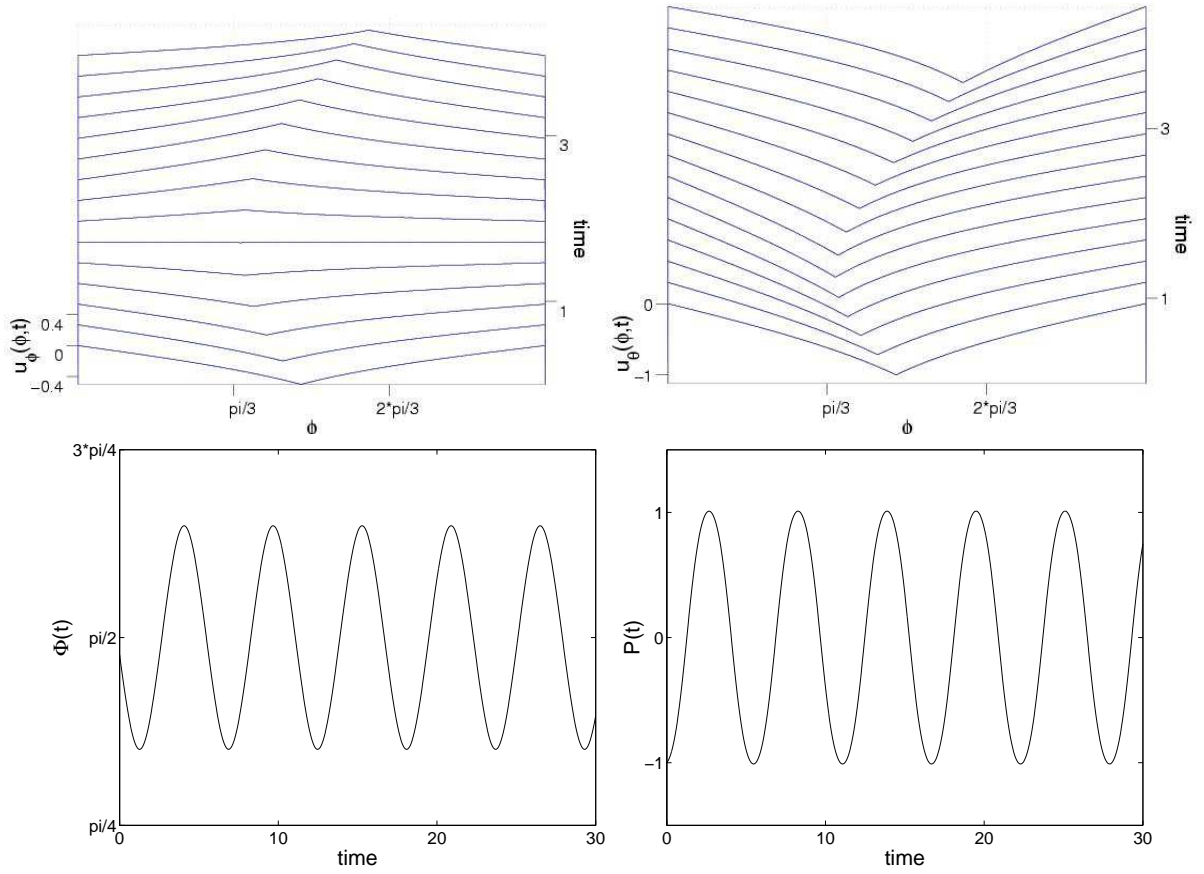 3
time
1
0.4
0
−0.4
u_ϕ(ϕ,t)
pi/3
2*pi/3
ϕ
3
time
1
0
−1
u_θ(ϕ,t)
pi/3
2*pi/3
ϕ
3*pi/4
pi/2
pi/4
Φ(t)
0
10
20
30
time
1
0
−1
P(t)
0
10
20
30
time